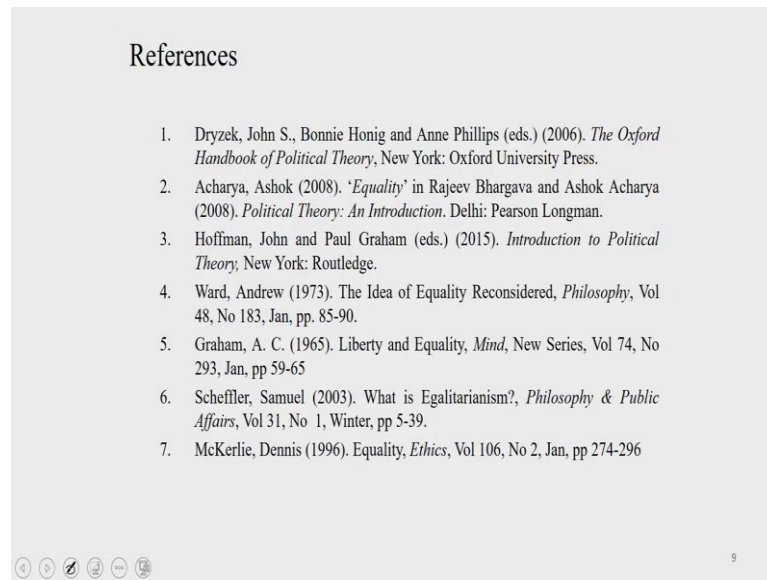 References
1. Dryzek, John S., Bonnie Honig and Anne Phillips (eds.) (2006). The Oxford
Handbook of Political Theory, New York: Oxford University Press.
2. Acharya, Ashok (2008). ‘Equality’ in Rajeev Bhargava and Ashok Acharya
(2008). Political Theory: An Introduction. Delhi: Pearson Longman.
3. Hoffman, John and Paul Graham (eds.) (2015). Introduction to Political
Theory, New York: Routledge.
4. Ward, Andrew (1973). The Idea of Equality Reconsidered, Philosophy, Vol
48, No 183, Jan, pp. 85-90.
5. Graham, A. C. (1965). Liberty and Equality, Mind, New Series, Vol 74, No
293, Jan, pp 59-65
6. Scheffler, Samuel (2003). What is Egalitarianism?, Philosophy & Public
Affairs, Vol 31, No 1, Winter, pp 5-39.
7. McKerlie, Dennis (1996). Equality, Ethics, Vol 106, No 2, Jan, pp 274-296
9